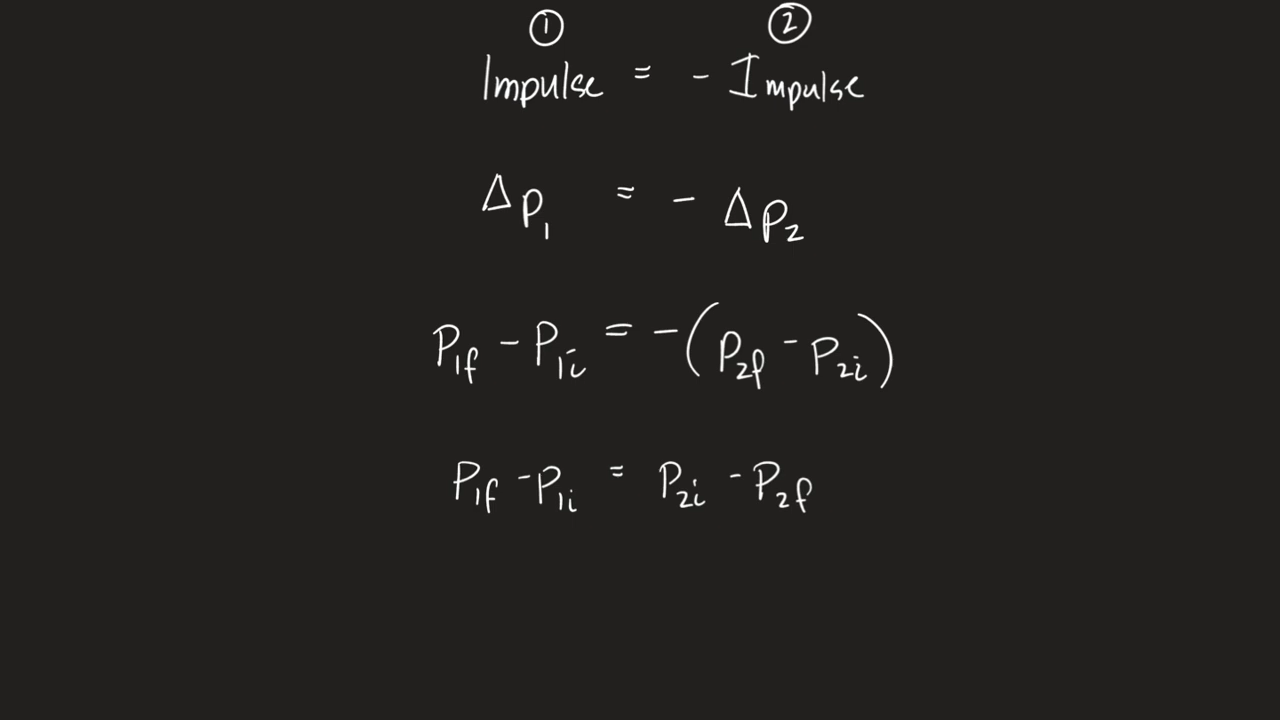 ① ②
Impulse = - Impulse
Δp₁ = - Δp₂
P₁f - P₁i = -(P₂f - P₂i)
P₁f - P₁i = P₂i - P₂f